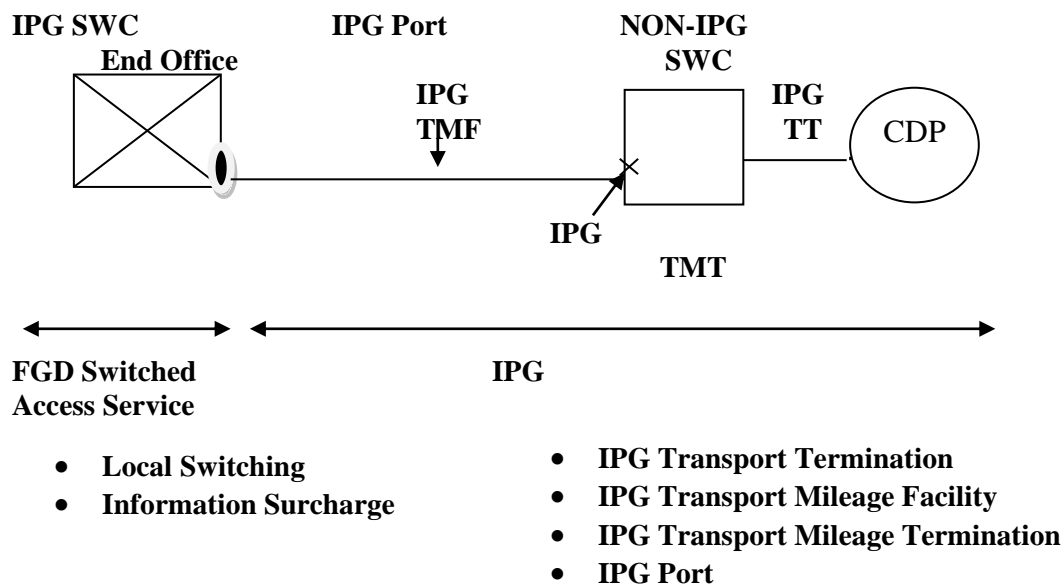 IPG SWC IPG Port NON-IPG
End Office SWC
IPG IPG
TMF TT
CDP
IPG
TMT
FGD Switched IPG
Access Service
• Local Switching
• Information Surcharge
• IPG Transport Termination
• IPG Transport Mileage Facility
• IPG Transport Mileage Termination
• IPG Port